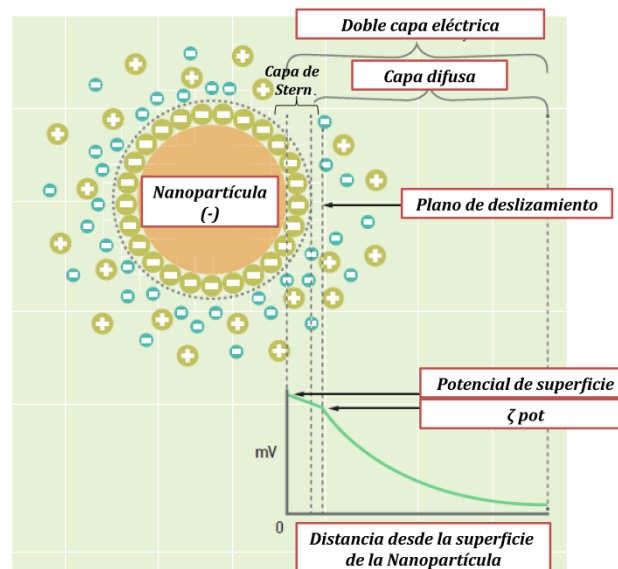 Doble capa eléctrica
Capa de
Stern.
Capa difusa
Nanopartícula
(-)
Plano de deslizamiento
Potencial de superficie
ζ pot
mV
0
Distancia desde la superficie
de la Nanopartícula